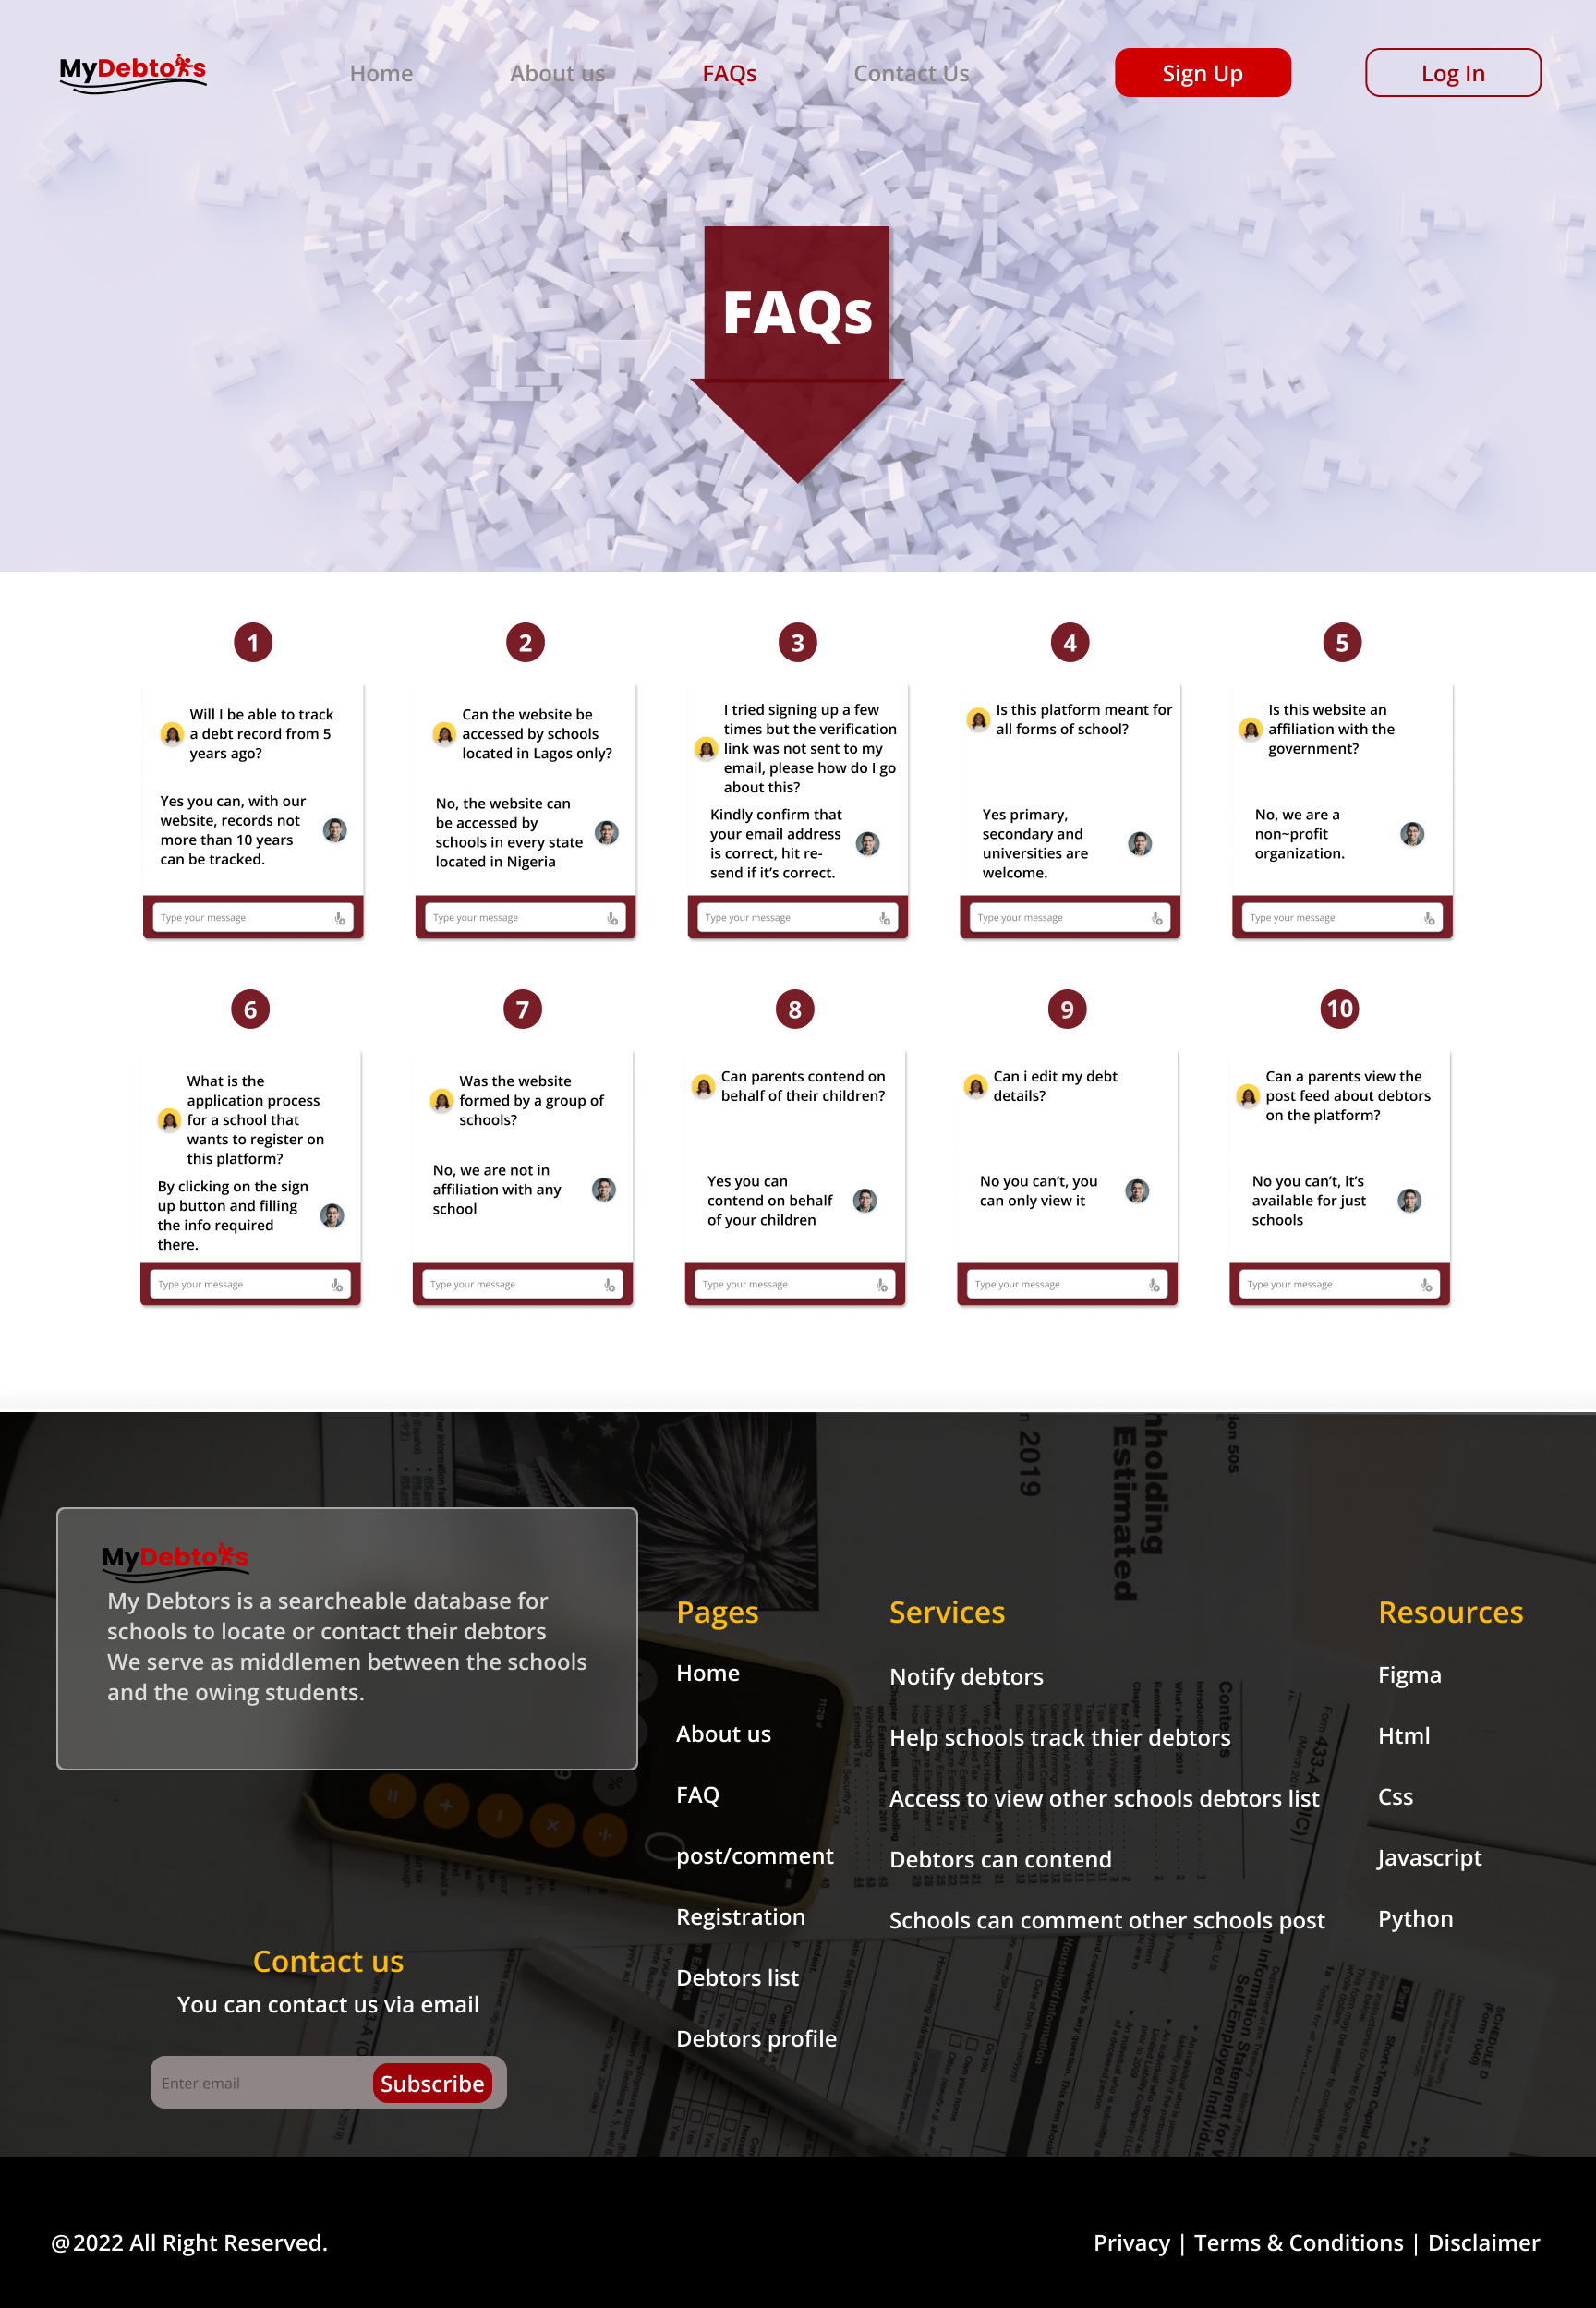 MyDebtors
Home
About us
FAQs
Contact Us
Sign Up
Log In
FAQs
1
Will I be able to track
a debt record from 5
years ago?
Yes you can, with our
website, records not
more than 10 years
can be tracked.
Type your message
2
Can the website be
accessed by schools
located in Lagos only?
No, the website can
be accessed by
schools in every state
located in Nigeria
Type your message
3
I tried signing up a few
times but the verification
link was not sent to my
email, please how do I go
about this?
Kindly confirm that
your email address
is correct, hit re-
send if it’s correct.
Type your message
4
Is this platform meant for
all forms of school?
Yes primary,
secondary and
universities are
welcome.
Type your message
5
Is this website an
affiliation with the
government?
No, we are a
non~profit
organization.
Type your message
6
What is the
application process
for a school that
wants to register on
this platform?
By clicking on the sign
up button and filling
the info required
there.
Type your message
7
Was the website
formed by a group of
schools?
No, we are not in
affiliation with any
school
Type your message
8
Can parents contend on
behalf of their children?
Yes you can
contend on behalf
of your children
Type your message
9
Can i edit my debt
details?
No you can’t, you
can only view it
Type your message
10
Can a parents view the
post feed about debtors
on the platform?
No you can’t, it’s
available for just
schools
Type your message
MyDebtors
My Debtors is a searcheable database for
schools to locate or contact their debtors
We serve as middlemen between the schools
and the owing students.
Contact us
You can contact us via email
Enter email
Subscribe
Pages
Home
About us
FAQ
post/comment
Registration
Debtors list
Debtors profile
Services
Notify debtors
Help schools track thier debtors
Access to view other schools debtors list
Debtors can contend
Schools can comment other schools post
Resources
Figma
Html
Css
Javascript
Python
n 2019
nholding
Estimated
ion 505
Contents
Form 433-A (OIC)
@2022 All Right Reserved.
Privacy | Terms & Conditions | Disclaimer